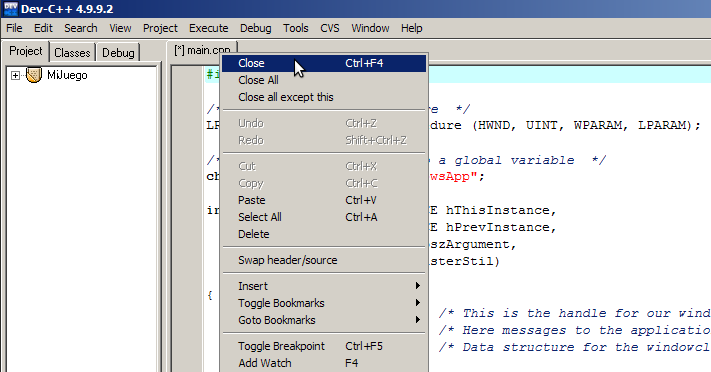 Dev-C++ 4.9.9.2
File Edit Search View Project Execute Debug Tools CVS Window Help
Project Classes Debug
[*] main.cpp
MiJuego
Close Ctrl+F4
Close All
Close all except this
Undo Ctrl+Z
Redo Shift+Ctrl+Z
Cut Ctrl+X
Copy Ctrl+C
Paste Ctrl+V
Select All Ctrl+A
Delete
Swap header/source
Insert
Toggle Bookmarks
Goto Bookmarks
Toggle Breakpoint Ctrl+F5
Add Watch F4
#i
/* re */
LR dure (HWND, UINT, WPARAM, LPARAM);
/* o a global variable */
ch wsApp";
in E hThisInstance,
E hPrevInstance,
szArgument,
sterStil)
{
/* This is the handle for our wind
/* Here messages to the applicatio
/* Data structure for the windowcl